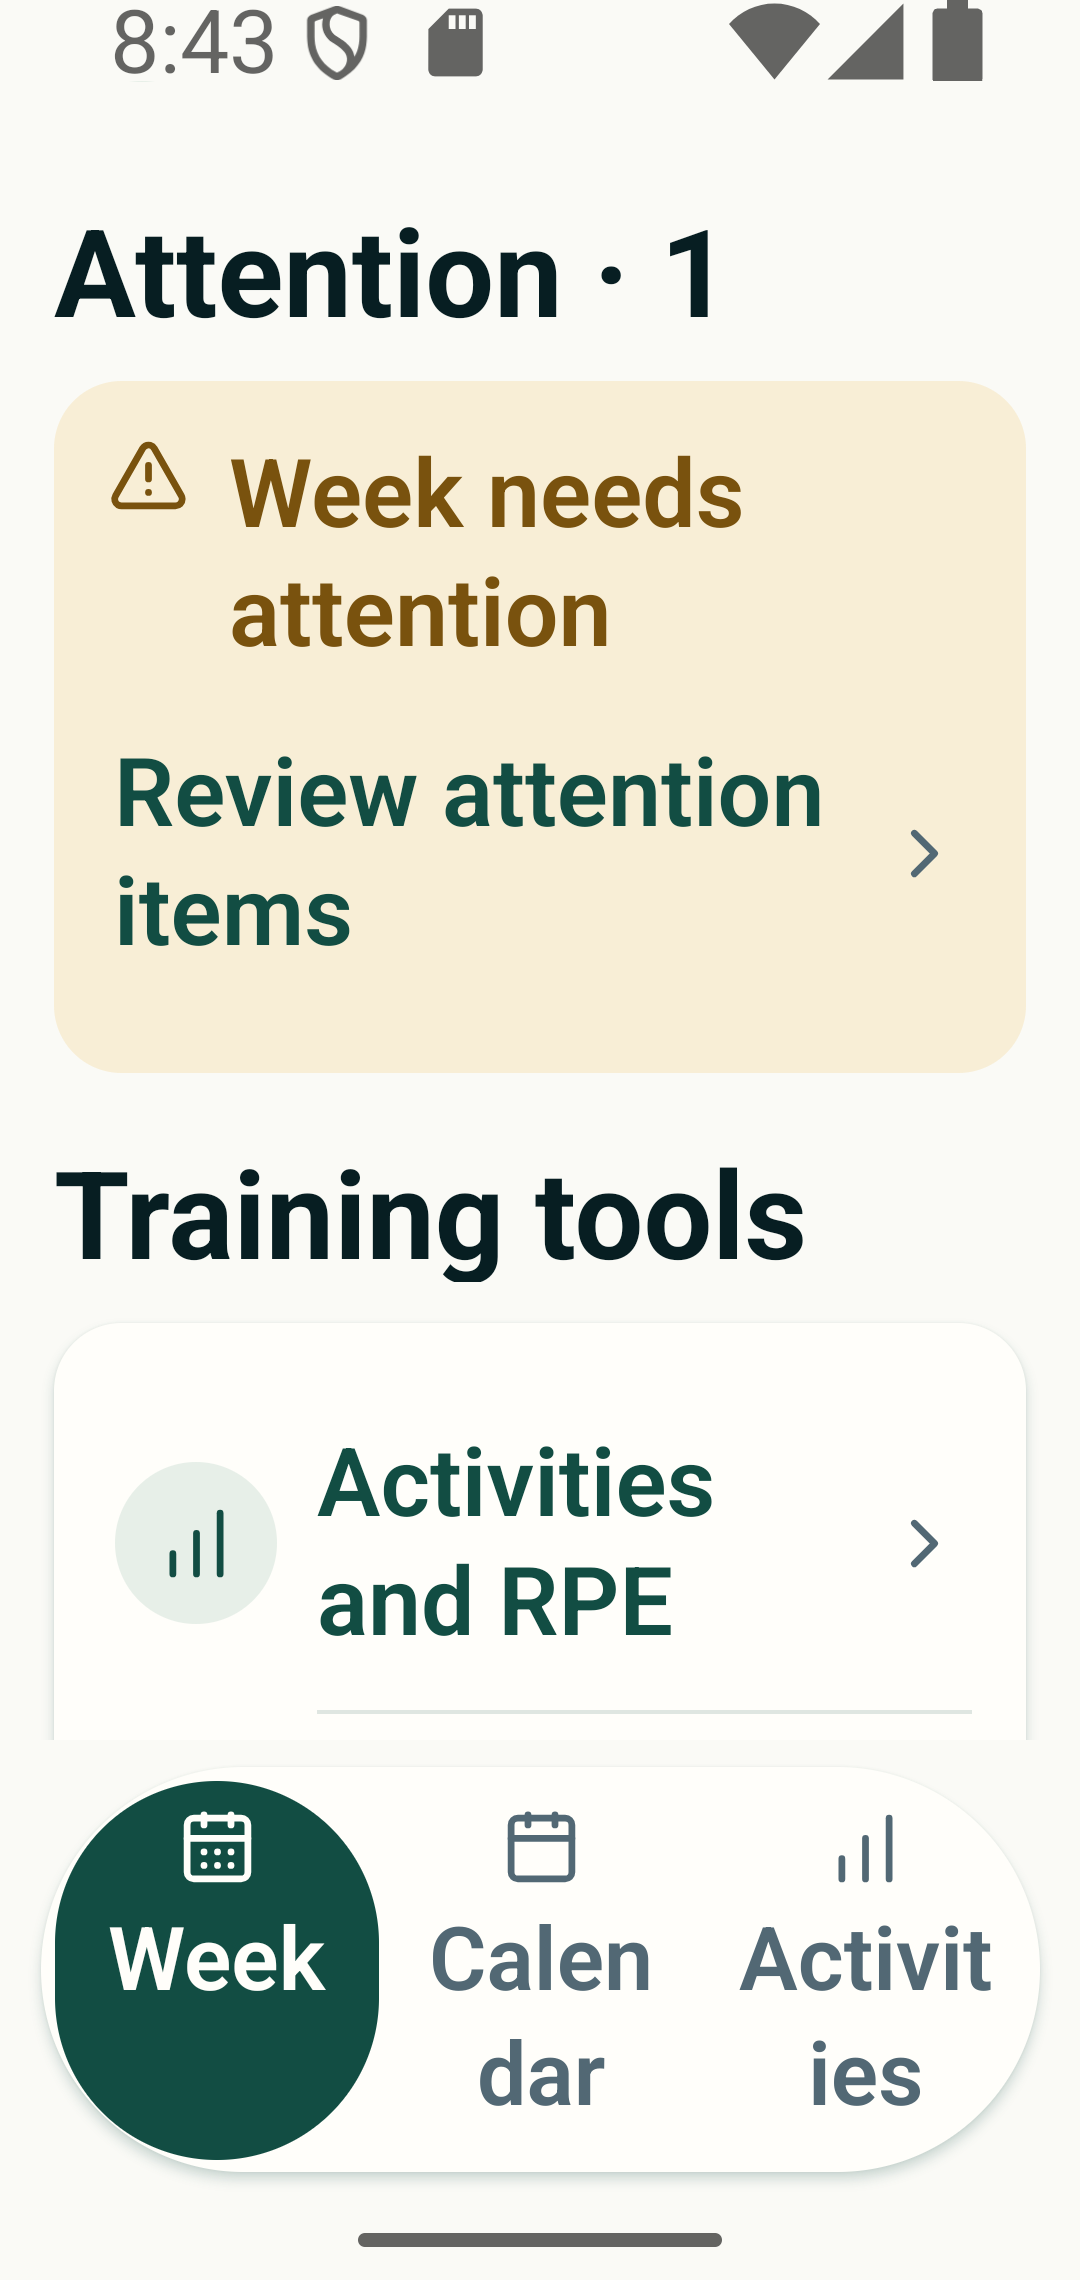 8:43
Attention · 1
Week needs
attention
Review attention
items
Training tools
Activities
and RPE
Week
Calen
dar
Activit
ies